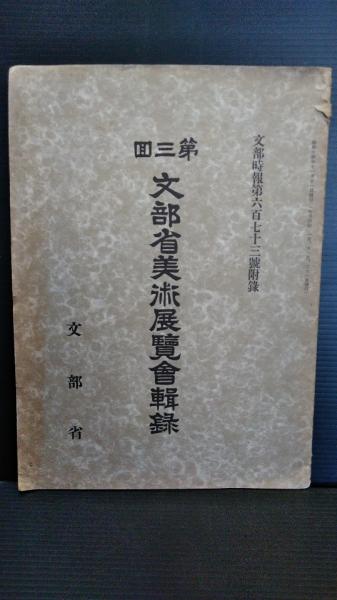 文部時報第六百七十三號附錄
第三回
文部省美術展覽會輯錄
文部省